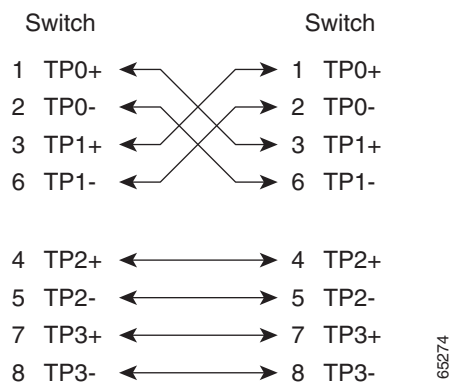 Switch Switch
1 TP0+ 1 TP0+
2 TP0- 2 TP0-
3 TP1+ 3 TP1+
6 TP1- 6 TP1-
4 TP2+ 4 TP2+
5 TP2- 5 TP2-
7 TP3+ 7 TP3+
8 TP3- 8 TP3-
65274